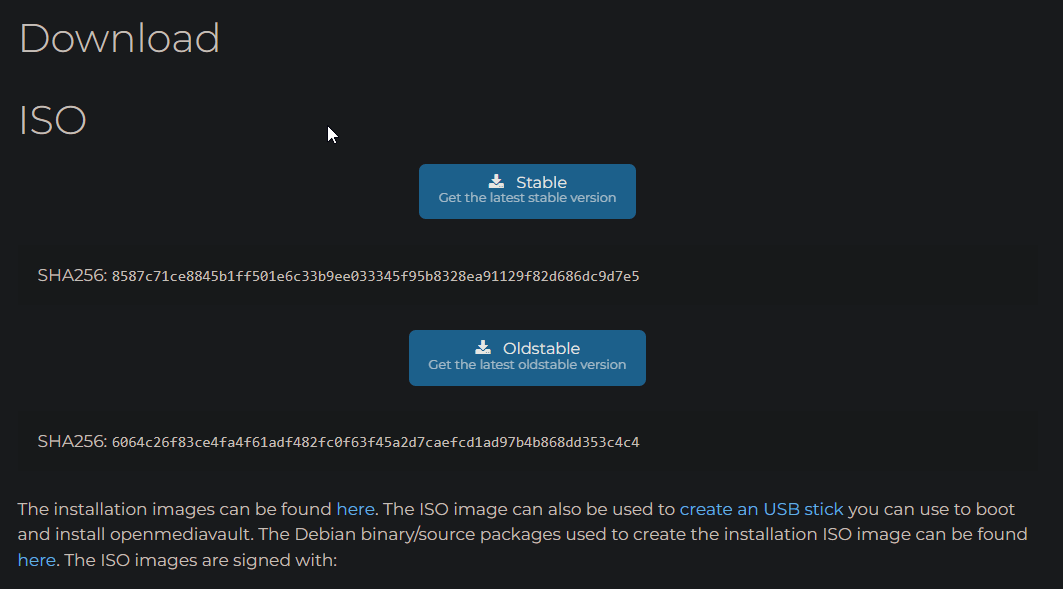 Download
ISO
Stable
Get the latest stable version
SHA256: 8587c71ce8845b1ff501e6c33b9ee033345f95b8328ea91129f82d686dc9d7e5
Oldstable
Get the latest oldstable version
SHA256: 6064c26f83ce4fa4f61adf482fc0f63f45a2d7caefcd1ad97b4b868dd353c4c4
The installation images can be found here. The ISO image can also be used to create an USB stick you can use to boot
and install openmediavault. The Debian binary/source packages used to create the installation ISO image can be found
here. The ISO images are signed with: